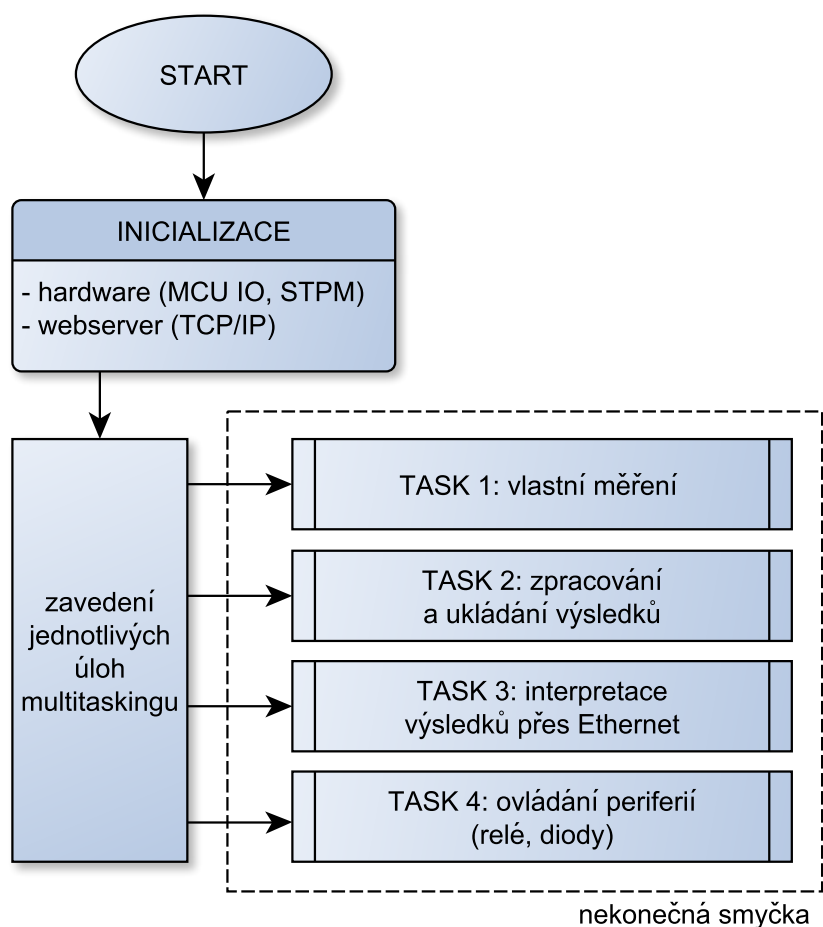 START
INICIALIZACE
- hardware (MCU IO, STPM)
- webserver (TCP/IP)
zavedení
jednotlivých
úloh
multitaskingu
TASK 1: vlastní měření
TASK 2: zpracování
a ukládání výsledků
TASK 3: interpretace
výsledků přes Ethernet
TASK 4: ovládání periferií
(relé, diody)
nekonečná smyčka